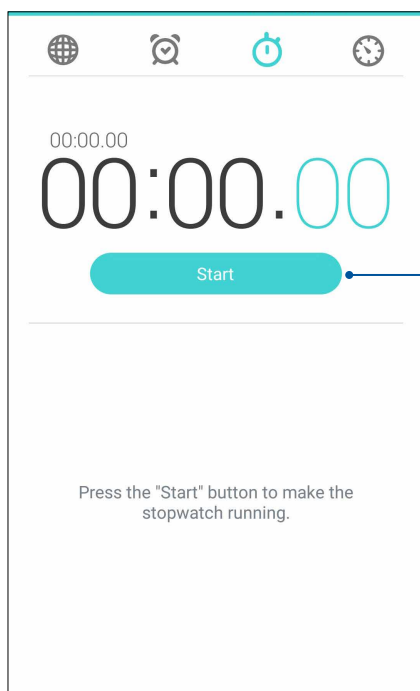 00:00.00
00:00.00
Start
Press the "Start" button to make the
stopwatch running.